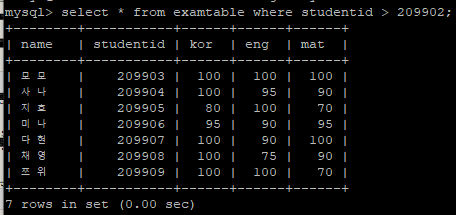 mysql> select * from examtable where studentid > 209902;
+--------+-----------+------+------+------+
| name   | studentid | kor  | eng  | mat  |
+--------+-----------+------+------+------+
| 모모   |    209903 |  100 |  100 |  100 |
| 사나   |    209904 |  100 |   95 |   90 |
| 지효   |    209905 |   80 |  100 |   70 |
| 미나   |    209906 |   95 |   90 |   95 |
| 다현   |    209907 |  100 |   90 |  100 |
| 채영   |    209908 |  100 |   75 |   90 |
| 쯔위   |    209909 |  100 |  100 |   70 |
+--------+-----------+------+------+------+
7 rows in set (0.00 sec)